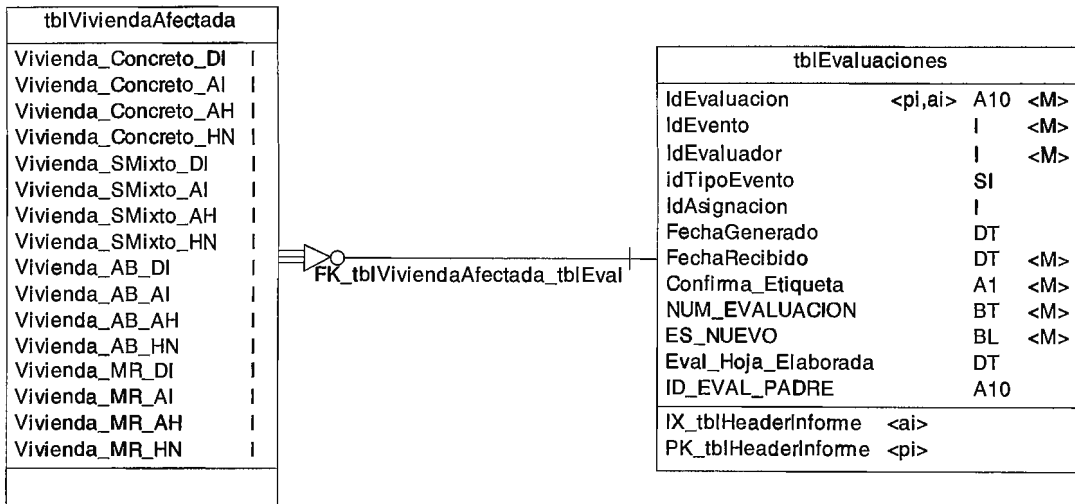 tblViviendaAfectada
Vivienda_Concreto_DI I
Vivienda_Concreto_AI I
Vivienda_Concreto_AH I
Vivienda_Concreto_HN I
Vivienda_SMixto_DI I
Vivienda_SMixto_AI I
Vivienda_SMixto_AH I
Vivienda_SMixto_HN I
Vivienda_AB_DI I
Vivienda_AB_AI I
Vivienda_AB_AH I
Vivienda_AB_HN I
Vivienda_MR_DI I
Vivienda_MR_AI I
Vivienda_MR_AH I
Vivienda_MR_HN I
FK_tblViviendaAfectada_tblEval
tblEvaluaciones
IdEvaluacion <pi,ai> A10 <M>
IdEvento I <M>
IdEvaluador I <M>
idTipoEvento SI
IdAsignacion I
FechaGenerado DT
FechaRecibido DT <M>
Confirma_Etiqueta A1 <M>
NUM_EVALUACION BT <M>
ES_NUEVO BL <M>
Eval_Hoja_Elaborada DT
ID_EVAL_PADRE A10
IX_tblHeaderInforme <ai>
PK_tblHeaderInforme <pi>